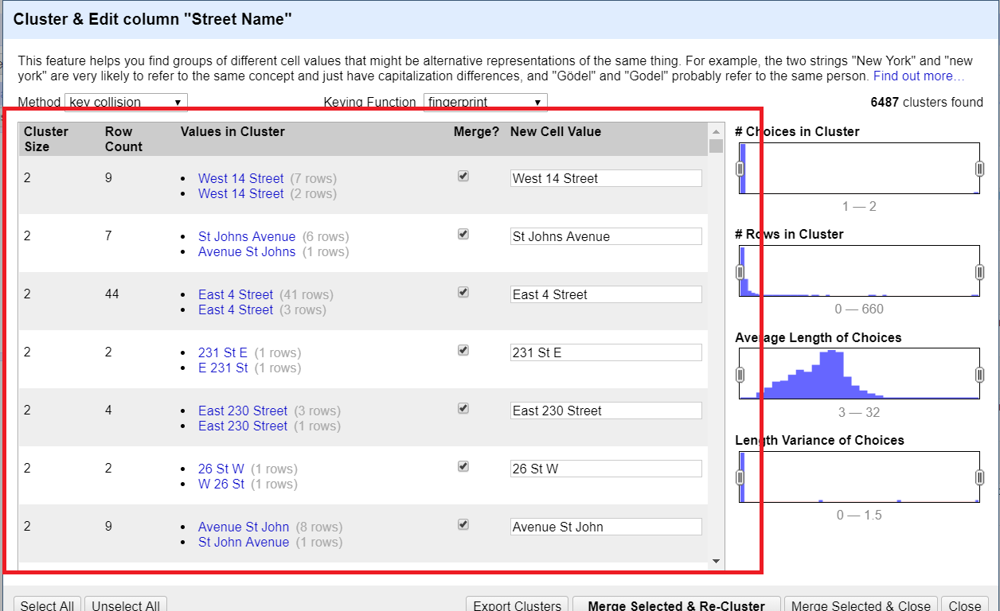 Cluster & Edit column "Street Name"
This feature helps you find groups of different cell values that might be alternative representations of the same thing. For example, the two strings "New York" and "new
york" are very likely to refer to the same concept and just have capitalization differences, and "Gödel" and "Godel" probably refer to the same person. Find out more…
Method key collision Keying Function fingerprint 6487 clusters found
Cluster Size Row Count Values in Cluster Merge? New Cell Value
2 9 • West 14 Street (7 rows) West 14 Street
• West 14 Street (2 rows)
2 7 • St Johns Avenue (6 rows) St Johns Avenue
• Avenue St Johns (1 rows)
2 44 • East 4 Street (41 rows) East 4 Street
• East 4 Street (3 rows)
2 2 • 231 St E (1 rows) 231 St E
• E 231 St (1 rows)
2 4 • East 230 Street (3 rows) East 230 Street
• East 230 Street (1 rows)
2 2 • 26 St W (1 rows) 26 St W
• W 26 St (1 rows)
2 9 • Avenue St John (8 rows) Avenue St John
• St John Avenue (1 rows)
# Choices in Cluster
1 — 2
# Rows in Cluster
0 — 660
Average Length of Choices
3 — 32
Length Variance of Choices
0 — 1.5
Select All Unselect All Export Clusters Merge Selected & Re-Cluster Merge Selected & Close Close